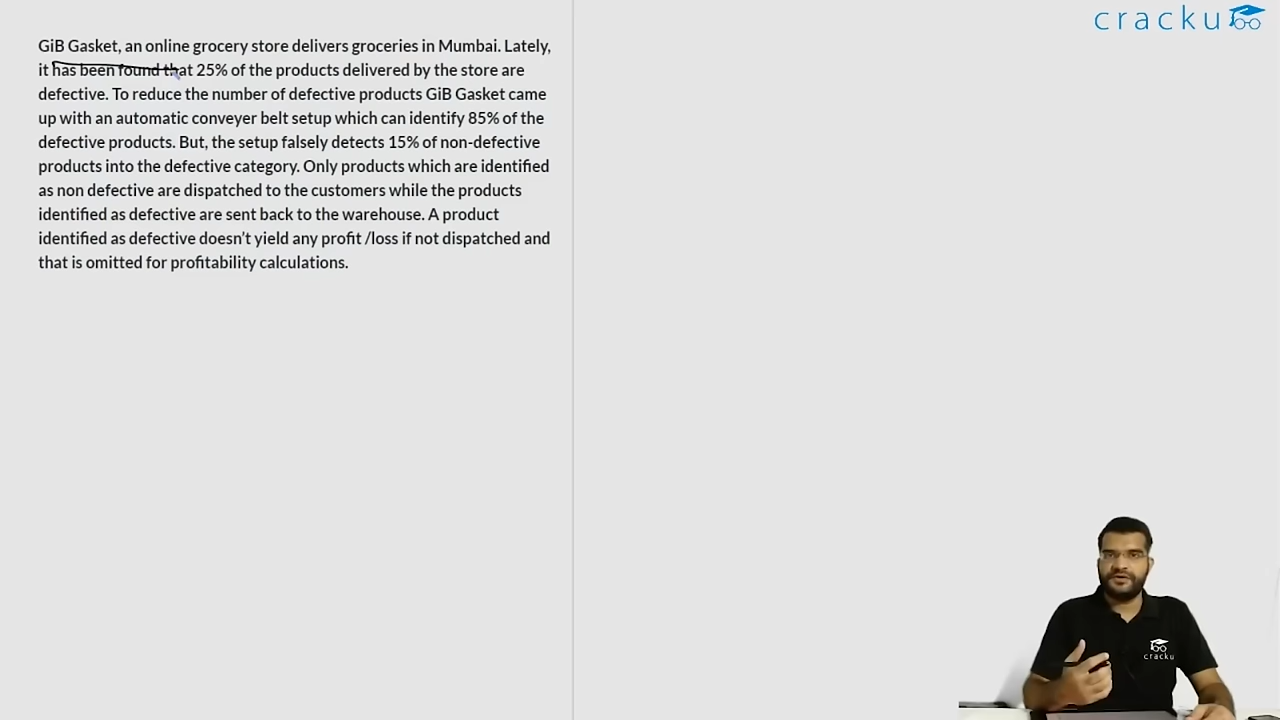 cracku
GiB Gasket, an online grocery store delivers groceries in Mumbai. Lately,
it has been found that 25% of the products delivered by the store are
defective. To reduce the number of defective products GiB Gasket came
up with an automatic conveyer belt setup which can identify 85% of the
defective products. But, the setup falsely detects 15% of non-defective
products into the defective category. Only products which are identified
as non defective are dispatched to the customers while the products
identified as defective are sent back to the warehouse. A product
identified as defective doesn't yield any profit /loss if not dispatched and
that is omitted for profitability calculations.
cracku